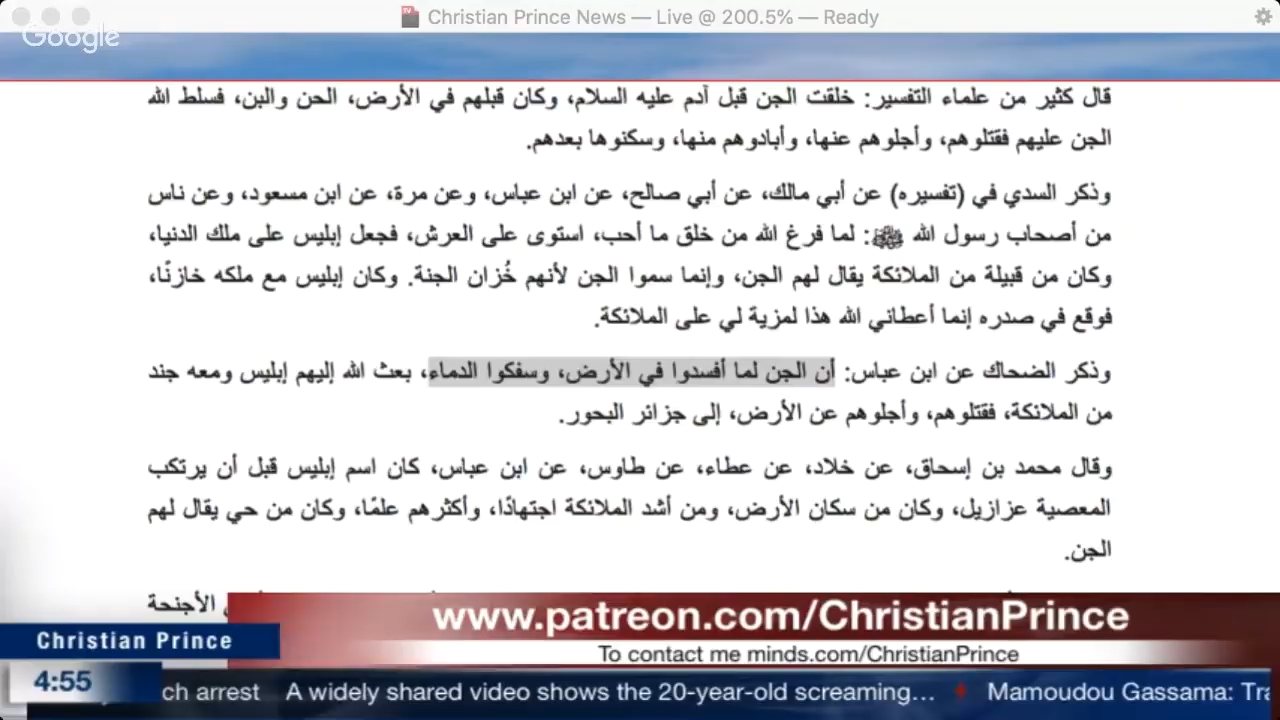 Christian Prince News — Live @ 200.5% — Ready
Google
قال كثير من علماء التفسير: خلقت الجن قبل آدم عليه السلام، وكان قبلهم في الأرض، الحن والبن، فسلط الله
الجن عليهم فقتلوهم، وأجلوهم عنها، وأبادوهم منها، وسكنوها بعدهم.
وذكر السدي في (تفسيره) عن أبي مالك، عن أبي صالح، عن ابن عباس، وعن مرة، عن ابن مسعود، وعن ناس
من أصحاب رسول الله ﷺ: لما فرغ الله من خلق ما أحب، استوى على العرش، فجعل إبليس على ملك الدنيا،
وكان من قبيلة من الملائكة يقال لهم الجن، وإنما سموا الجن لأنهم خُزان الجنة. وكان إبليس مع ملكه خازنًا،
فوقع في صدره إنما أعطاني الله هذا لمزية لي على الملائكة.
وذكر الضحاك عن ابن عباس: أن الجن لما أفسدوا في الأرض، وسفكوا الدماء، بعث الله إليهم إبليس ومعه جند
من الملائكة، فقتلوهم، وأجلوهم عن الأرض، إلى جزائر البحور.
وقال محمد بن إسحاق، عن خلاد، عن عطاء، عن طاوس، عن ابن عباس، كان اسم إبليس قبل أن يرتكب
المعصية عزازيل، وكان من سكان الأرض، ومن أشد الملائكة اجتهادًا، وأكثرهم علمًا، وكان من حي يقال لهم
الجن.
الأجنحة
www.patreon.com/ChristianPrince
Christian Prince
To contact me minds.com/ChristianPrince
4:55
ch arrest A widely shared video shows the 20-year-old screaming... Mamoudou Gassama: Tra